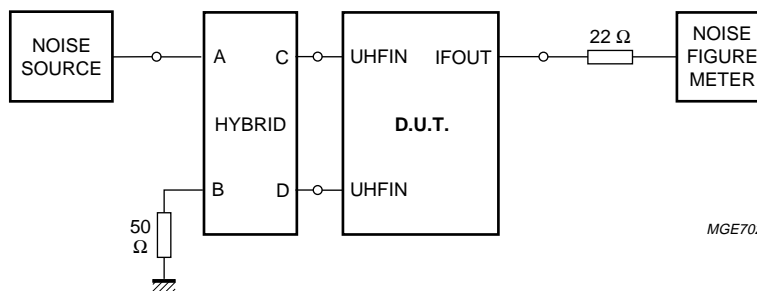 NOISE
SOURCE
A
C
HYBRID
B
D
50
Ω
UHFIN
IFOUT
D.U.T.
UHFIN
22 Ω
NOISE
FIGURE
METER